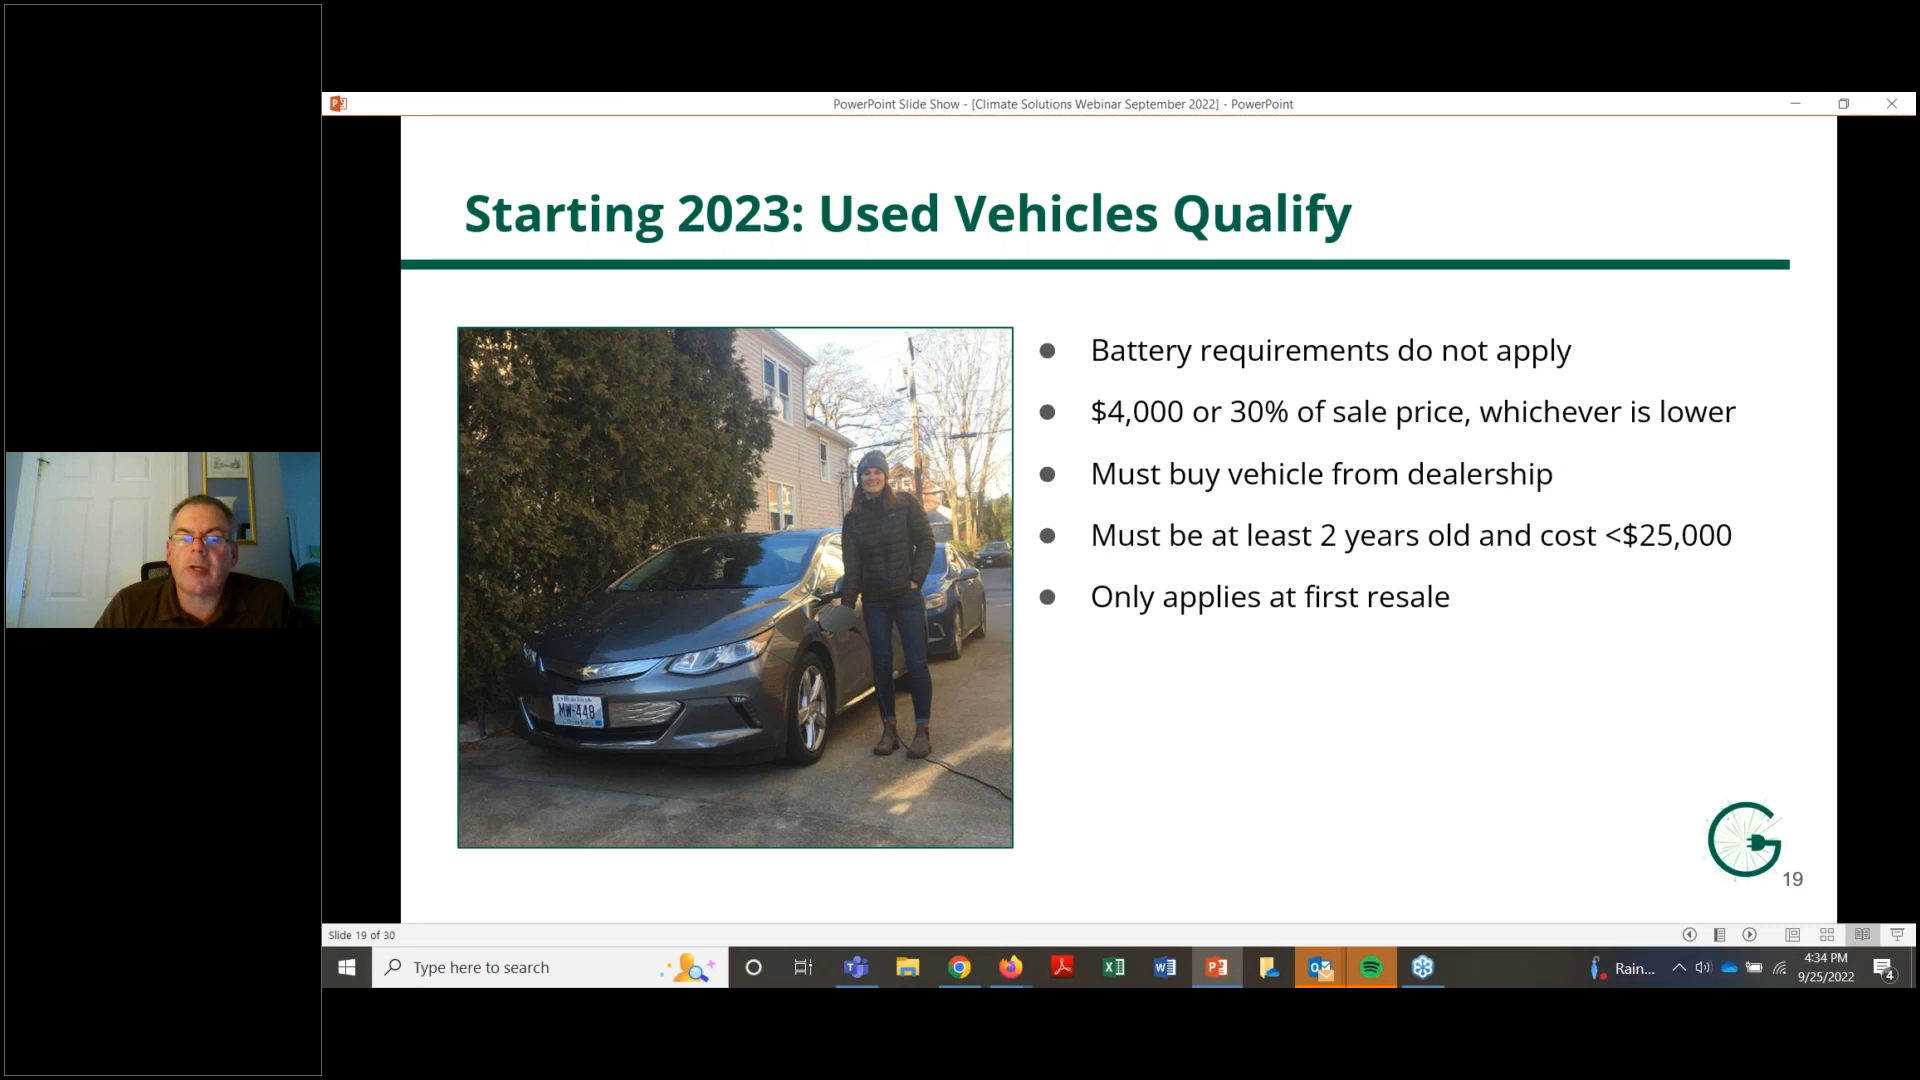 PowerPoint Slide Show - [Climate Solutions Webinar September 2022] - PowerPoint
Starting 2023: Used Vehicles Qualify
Battery requirements do not apply
$4,000 or 30% of sale price, whichever is lower
Must buy vehicle from dealership
Must be at least 2 years old and cost <$25,000
Only applies at first resale
MW-448
19
Slide 19 of 30
Type here to search
Rain...
4:34 PM
9/25/2022
4